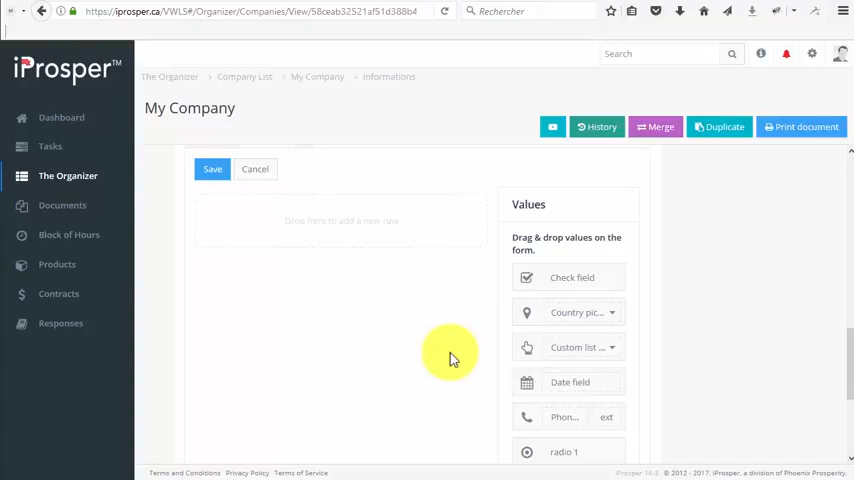 https://iprosper.ca/VWLS#/Organizer/Companies/View/58ceab32521af51d388b4
Rechercher
iProsper™
Search
The Organizer > Company List > My Company > Informations
My Company
History
Merge
Duplicate
Print document
Dashboard
Tasks
The Organizer
Documents
Block of Hours
Products
Contracts
Responses
Save
Cancel
Drop here to add a new row
Values
Drag & drop values on the
form.
Check field
Country pic...
Custom list ...
Date field
Phon...
ext
radio 1
Terms and Conditions Privacy Policy Terms of Service
© 2012 - 2017, iProsper, a division of Phoenix Prosperity.